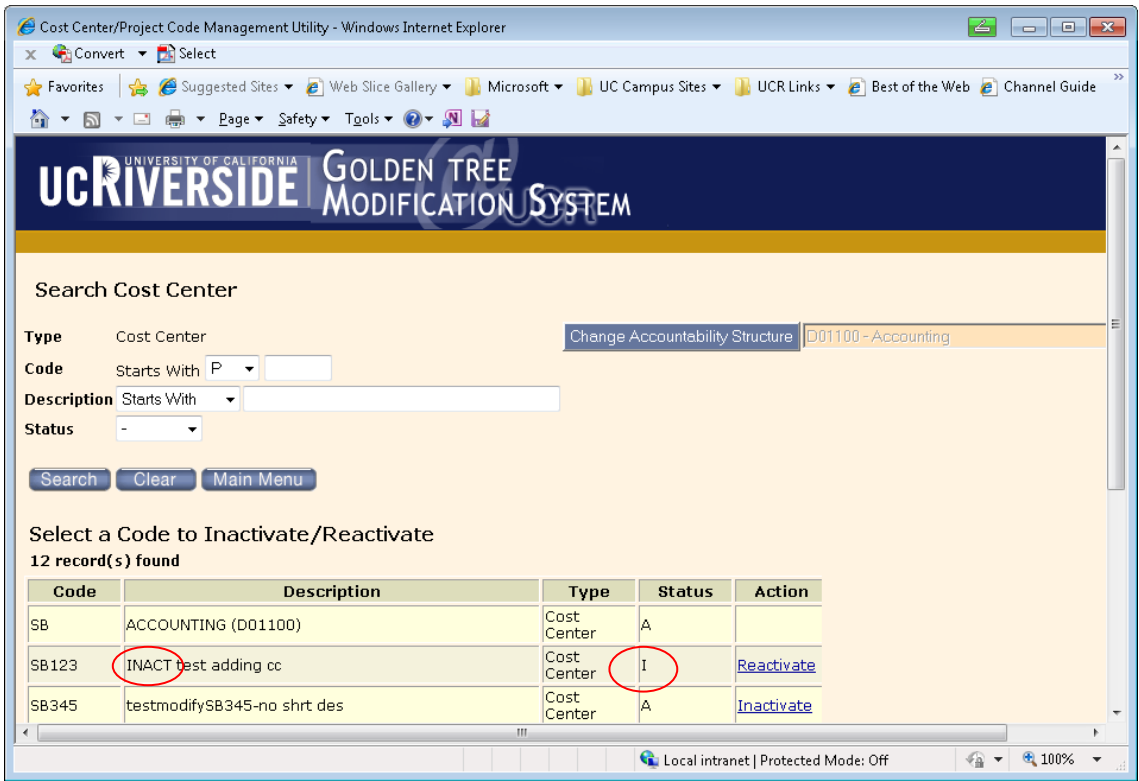 Cost Center/Project Code Management Utility - Windows Internet Explorer
x Convert Select
Favorites Suggested Sites Web Slice Gallery Microsoft UC Campus Sites UCR Links Best of the Web Channel Guide »
Page Safety Tools
UNIVERSITY OF CALIFORNIA
UCRIVERSIDE GOLDEN TREE
MODIFICATION SYSTEM
@UCR
Search Cost Center
Type Cost Center Change Accountability Structure D01100 - Accounting
Code Starts With P
Description Starts With
Status -
Search Clear Main Menu
Select a Code to Inactivate/Reactivate
12 record(s) found
Code Description Type Status Action
SB ACCOUNTING (D01100) Cost Center A
SB123 INACT test adding cc Cost Center I Reactivate
SB345 testmodifySB345-no shrt des Cost Center A Inactivate
Local intranet | Protected Mode: Off 100%